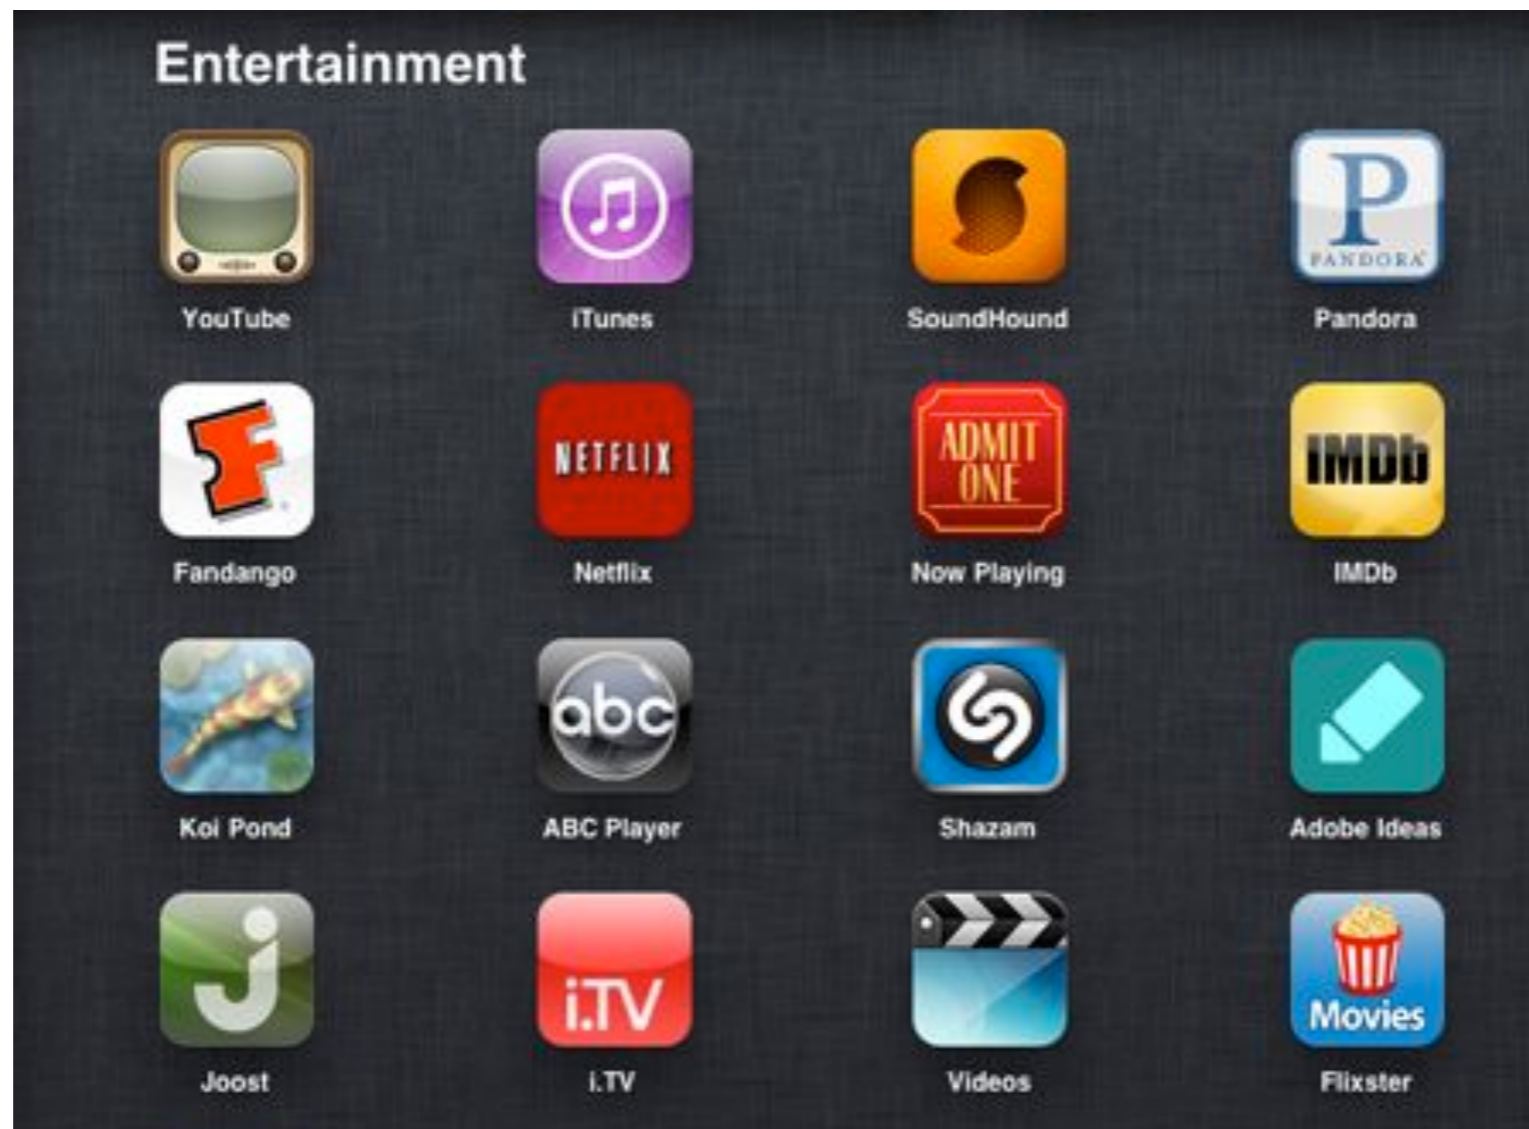 Entertainment
PANDORA
YouTube
iTunes
SoundHound
Pandora
NETFLIX
ADMIT
ONE
IMDb
Fandango
Netflix
Now Playing
IMDb
abc
Koi Pond
ABC Player
Shazam
Adobe Ideas
i.TV
Movies
Joost
i.TV
Videos
Flixster